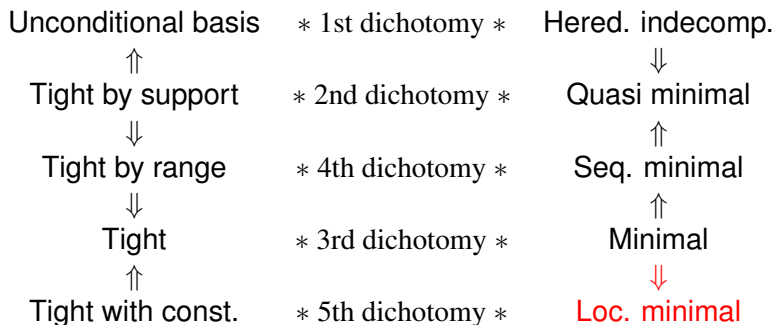 Unconditional basis ∗ 1st dichotomy ∗ Hered. indecomp.
⇑ ⇓
Tight by support ∗ 2nd dichotomy ∗ Quasi minimal
⇓ ⇑
Tight by range ∗ 4th dichotomy ∗ Seq. minimal
⇓ ⇑
Tight ∗ 3rd dichotomy ∗ Minimal
⇑ ⇓
Tight with const. ∗ 5th dichotomy ∗ Loc. minimal